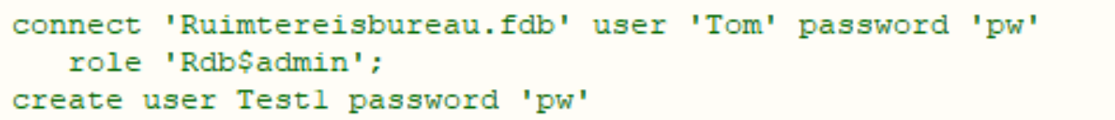 connect 'Ruimtereisbureau.fdb' user 'Tom' password 'pw'
role 'Rdb$admin';
create user Test1 password 'pw'